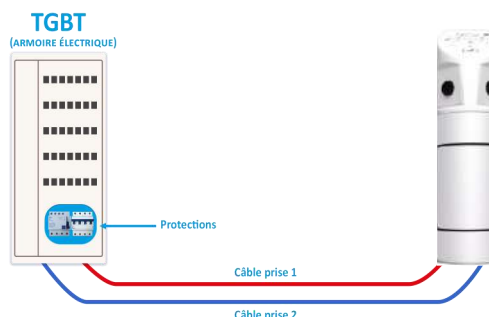 TGBT
(ARMOIRE ÉLECTRIQUE)
Protections
Câble prise 1
Câble prise 2